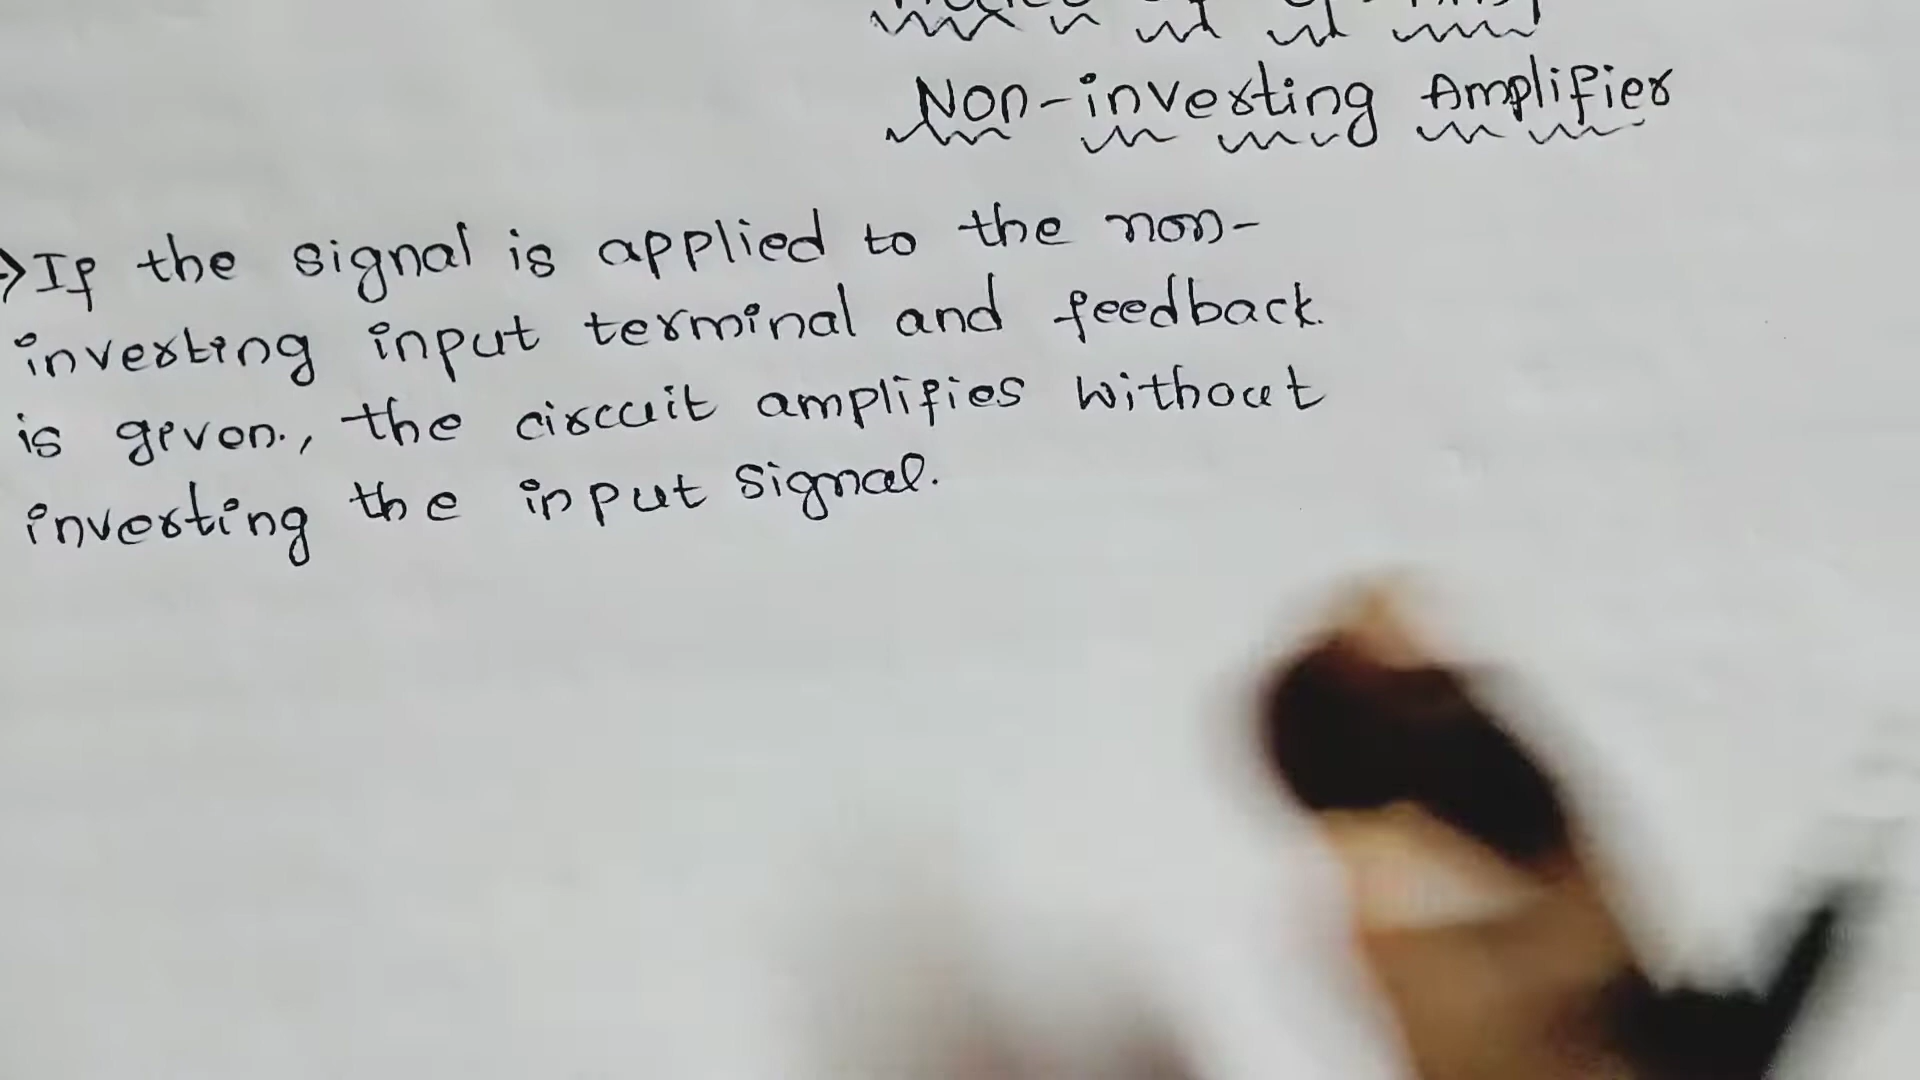 Non-inverting Amplifier
→If the signal is applied to the non-
inverting input terminal and feedback
is given., the circuit amplifies without
inverting the input signal.